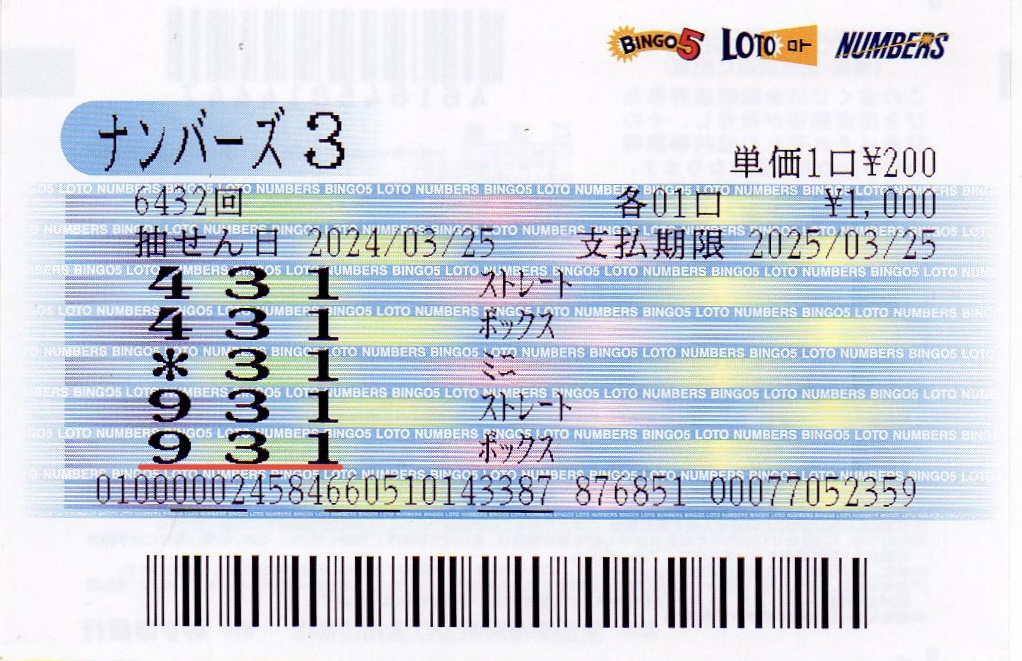 BINGO5 LOTO ロト NUMBERS
ナンバーズ3
単価1口¥200
6432回 各01口 ¥1,000
抽せん日 2024/03/25 支払期限 2025/03/25
4 3 1 ストレート
4 3 1 ボックス
* 3 1 ミニ
9 3 1 ストレート
9 3 1 ボックス
010000024584660510143387 876851 00077052359